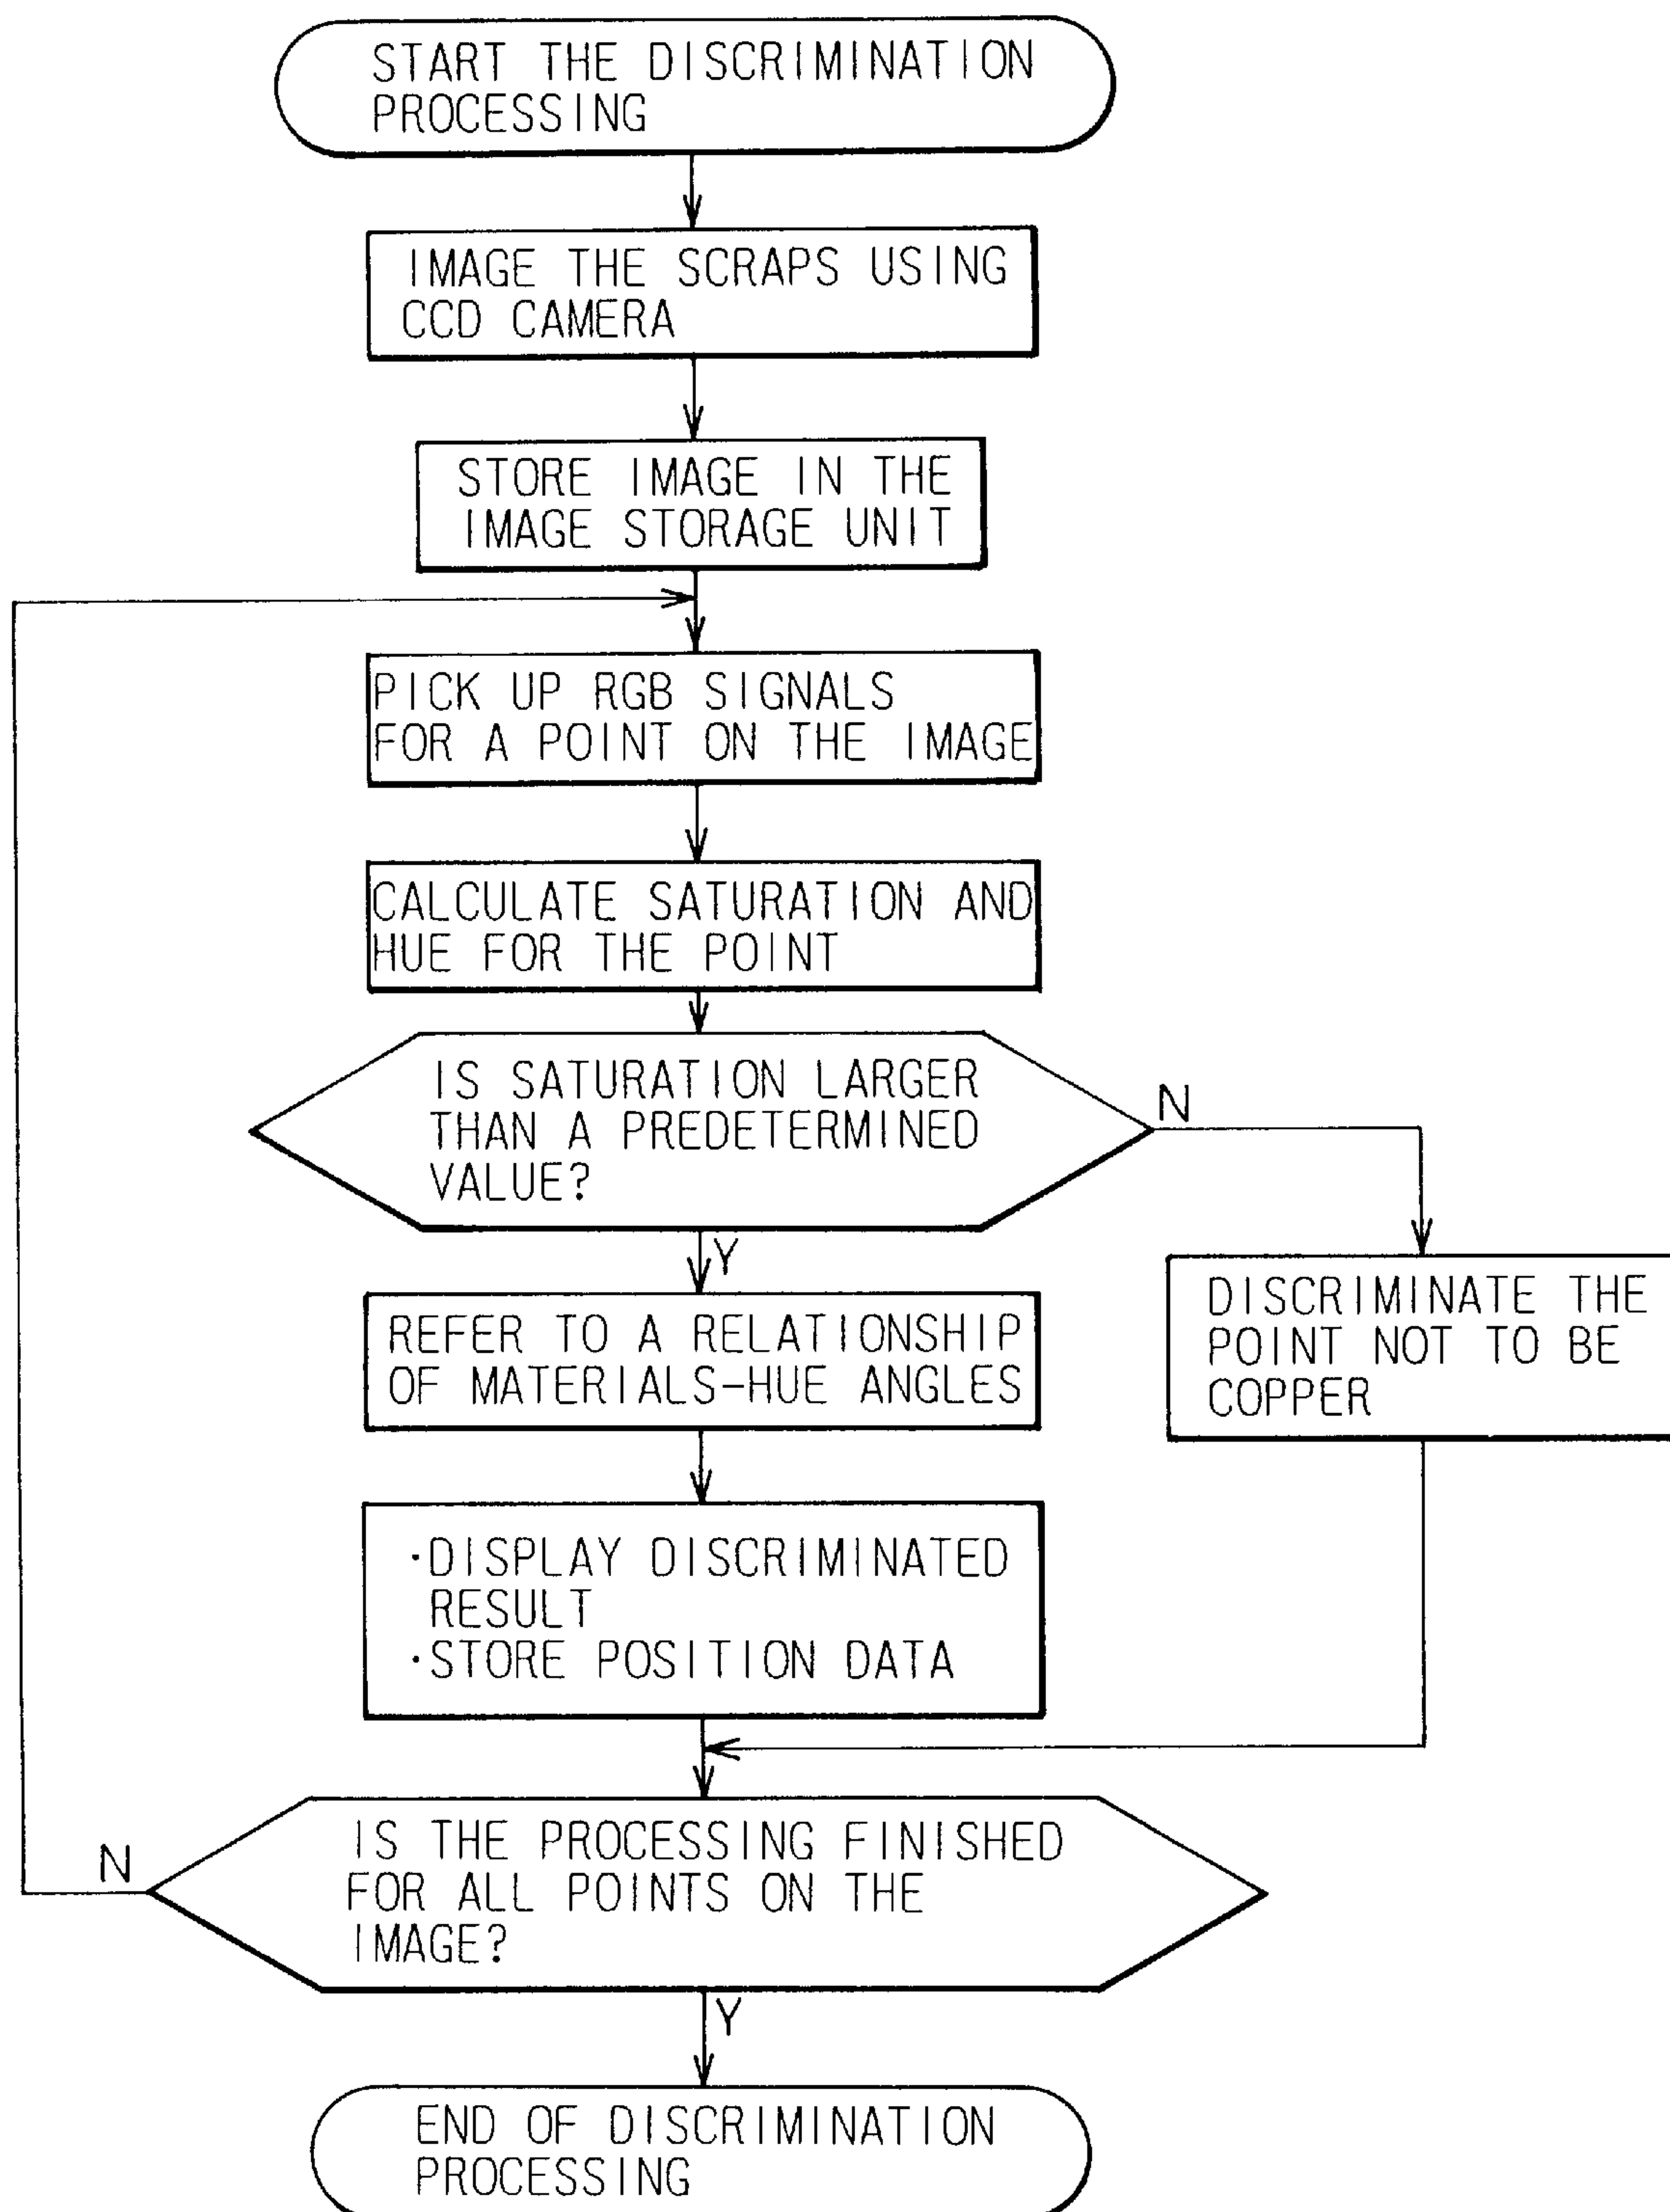 START THE DISCRIMINATION
PROCESSING
IMAGE THE SCRAPS USING
CCD CAMERA
STORE IMAGE IN THE
IMAGE STORAGE UNIT
PICK UP RGB SIGNALS
FOR A POINT ON THE IMAGE
CALCULATE SATURATION AND
HUE FOR THE POINT
IS SATURATION LARGER
THAN A PREDETERMINED
VALUE?
N
Y
REFER TO A RELATIONSHIP
OF MATERIALS-HUE ANGLES
DISCRIMINATE THE
POINT NOT TO BE
COPPER
·DISPLAY DISCRIMINATED
RESULT
·STORE POSITION DATA
IS THE PROCESSING FINISHED
FOR ALL POINTS ON THE
IMAGE?
N
Y
END OF DISCRIMINATION
PROCESSING